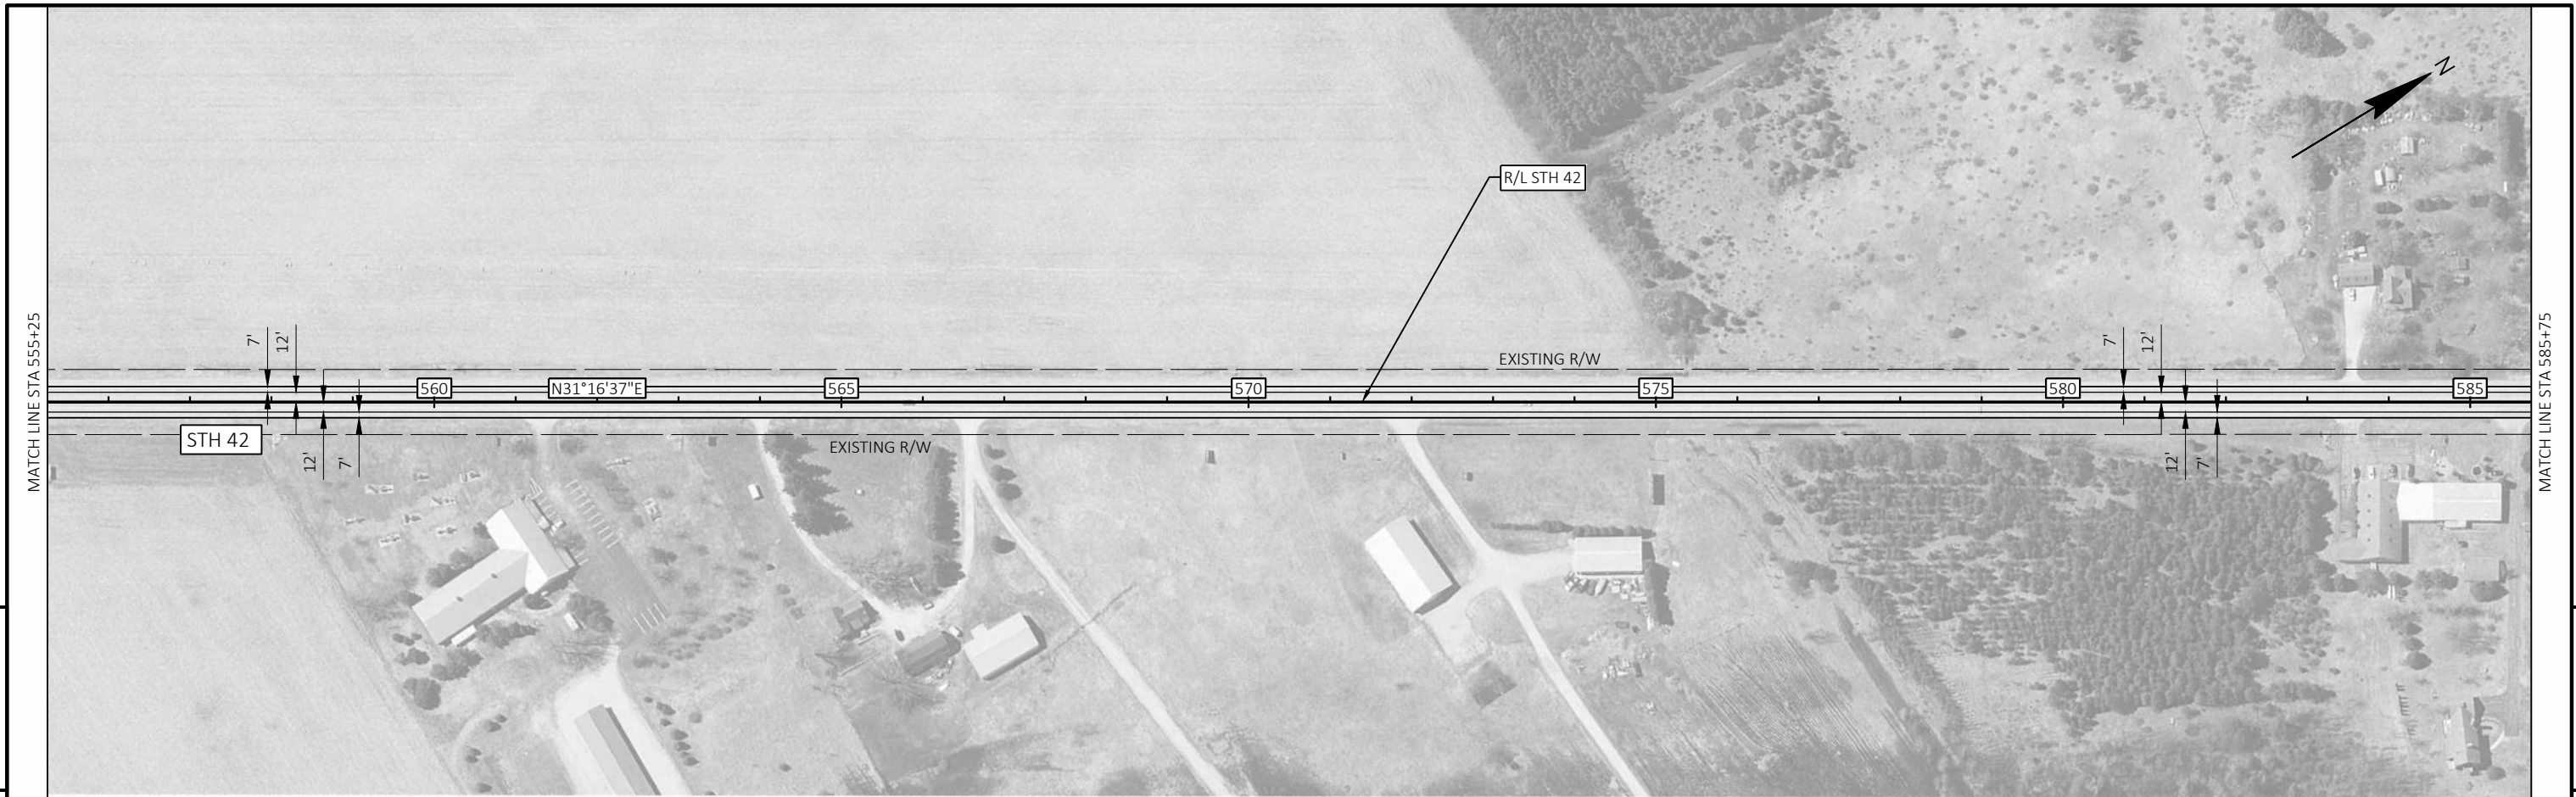 N
R/L STH 42
MATCH LINE STA 555+25
7'
12'
EXISTING R/W
7'
12'
MATCH LINE STA 585+75
560
N31°16'37"E
565
570
575
580
585
STH 42
12'
7'
EXISTING R/W
12'
7'